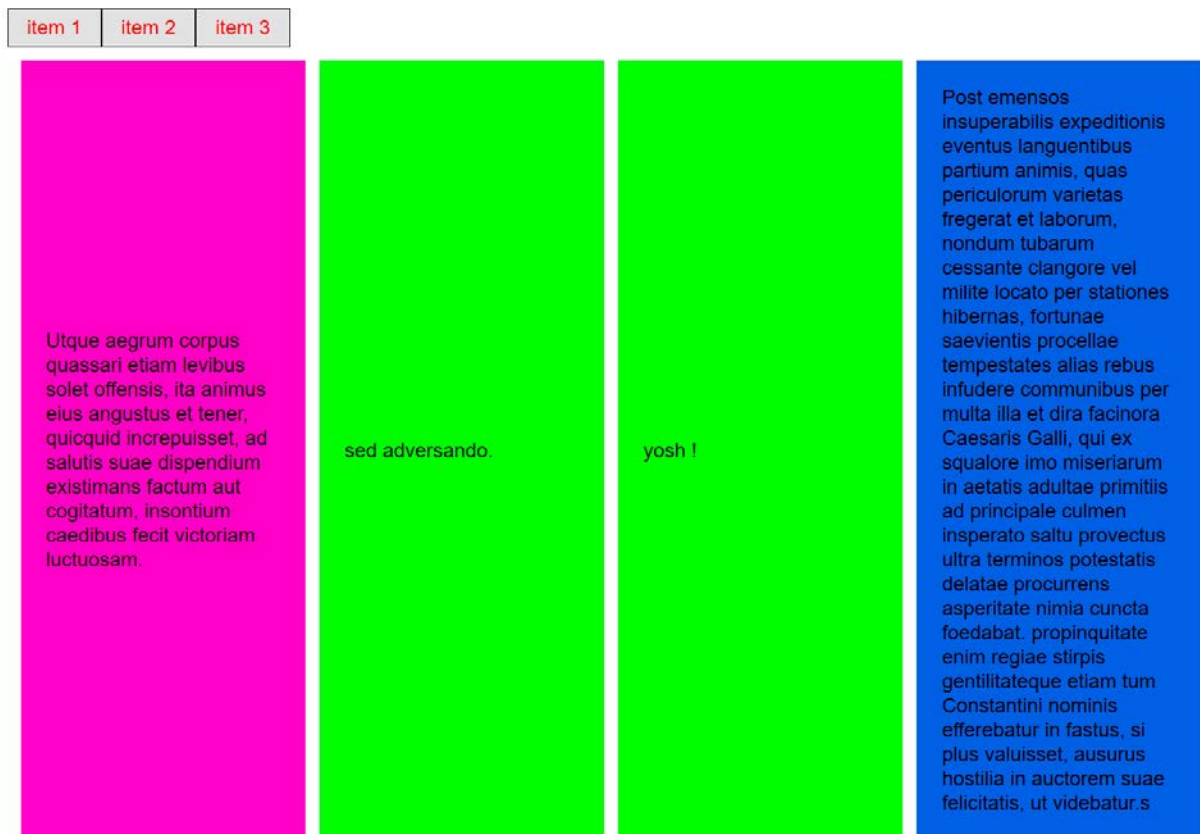 item 1 item 2 item 3
Utque aegrum corpus
quassari etiam levibus
solet offensis, ita animus
eius angustus et tener,
quicquid increpuisset, ad
salutis suae dispendium
existimans factum aut
cogitatum, insontium
caedibus fecit victoriam
luctuosam.
sed adversando.
yosh !
Post emensos
insuperabilis expeditionis
eventus languentibus
partium animis, quas
periculorum varietas
fregerat et laborum,
nondum tubarum
cessante clangore vel
milite locato per stationes
hibernas, fortunae
saevientis procellae
tempestates alias rebus
infudere communibus per
multa illa et dira facinora
Caesaris Galli, qui ex
squalore imo miseriarum
in aetatis adultae primitiis
ad principale culmen
insperato saltu provectus
ultra terminos potestatis
delatae procurrens
asperitate nimia cuncta
foedabat. propinquitate
enim regiae stirpis
gentilitateque etiam tum
Constantini nominis
efferebatur in fastus, si
plus valuisset, ausurus
hostilia in auctorem suae
felicitatis, ut videbatur.s